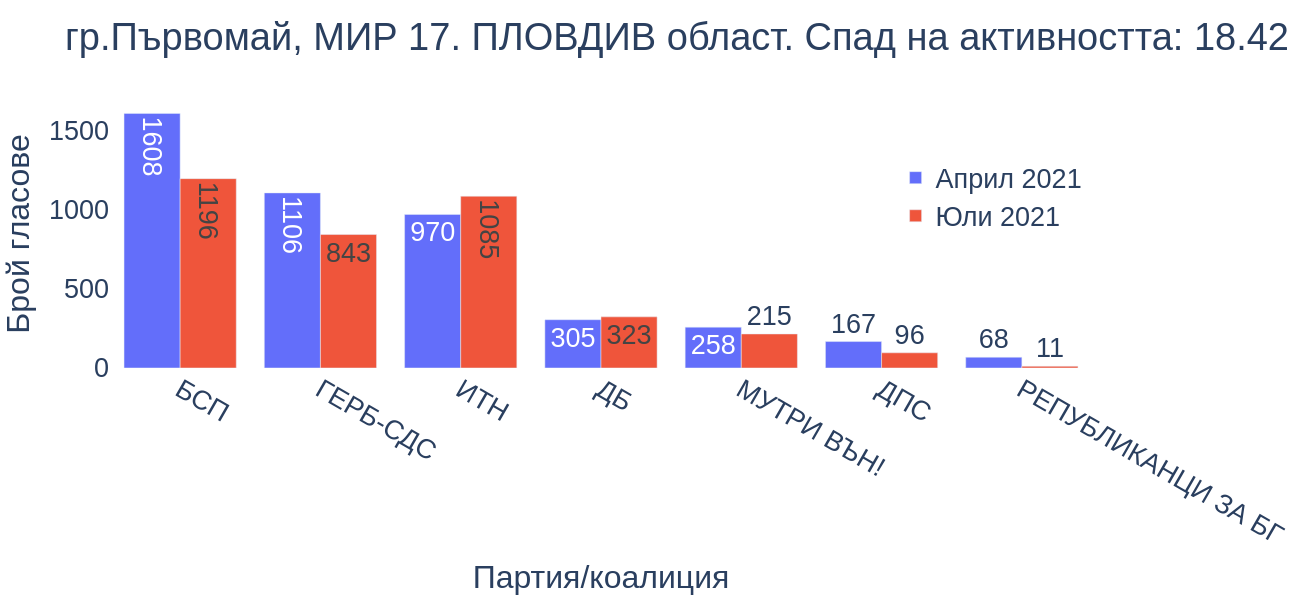 гр.Първомай, МИР 17. ПЛОВДИВ област. Спад на активността: 18.42
Брой гласове
1500
1000
500
0
1608
1196
1106
843
970
1085
305
323
258
215
167
96
68
11
Април 2021
Юли 2021
БСП
ГЕРБ-СДС
ИТН
ДБ
МУТРИ ВЪН!
ДПС
РЕПУБЛИКАНЦИ ЗА БГ
Партия/коалиция